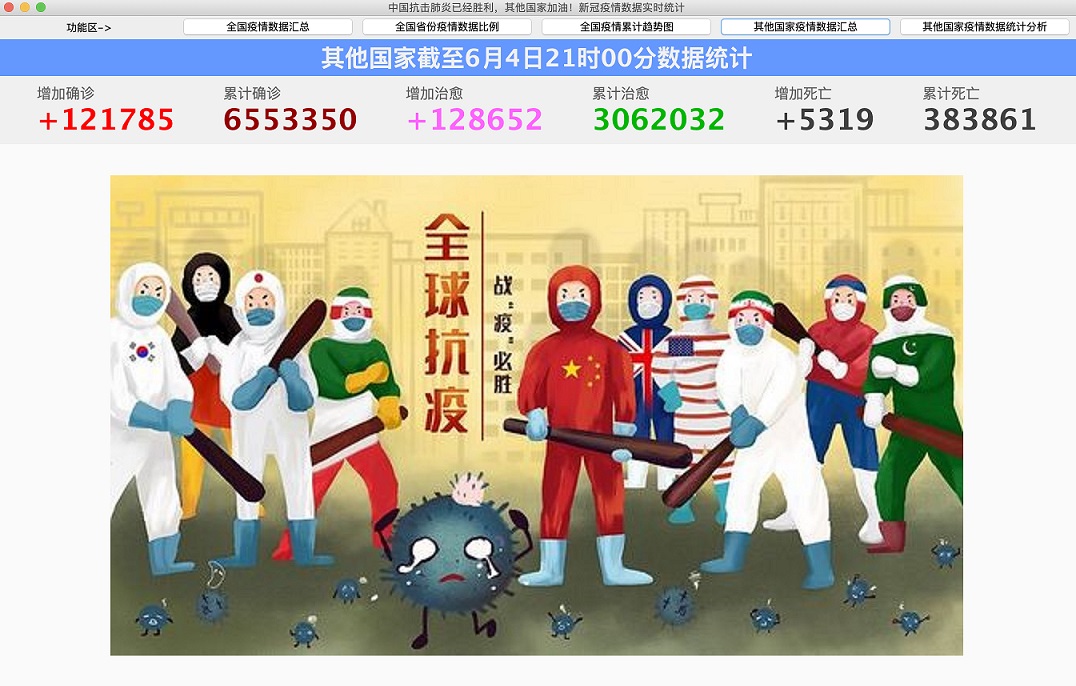 中国抗击肺炎已经胜利，其他国家加油！新冠疫情数据实时统计
功能区-> 全国疫情数据汇总 全国省份疫情数据比例 全国疫情累计趋势图 其他国家疫情数据汇总 其他国家疫情数据统计分析
其他国家截至6月4日21时00分数据统计
增加确诊 累计确诊 增加治愈 累计治愈 增加死亡 累计死亡
+121785 6553350 +128652 3062032 +5319 383861
全球抗疫
战“疫”必胜